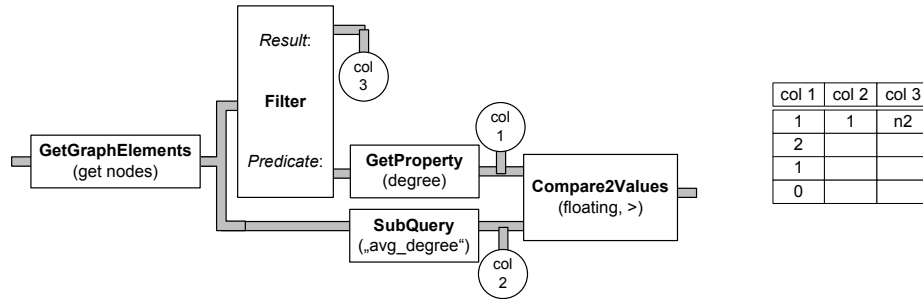 Result:
col
3
Filter
Predicate:
GetGraphElements
(get nodes)
col
1
GetProperty
(degree)
Compare2Values
(floating, >)
SubQuery
(„avg_degree“)
col
2
col 1 col 2 col 3
1 1 n2
2
1
0